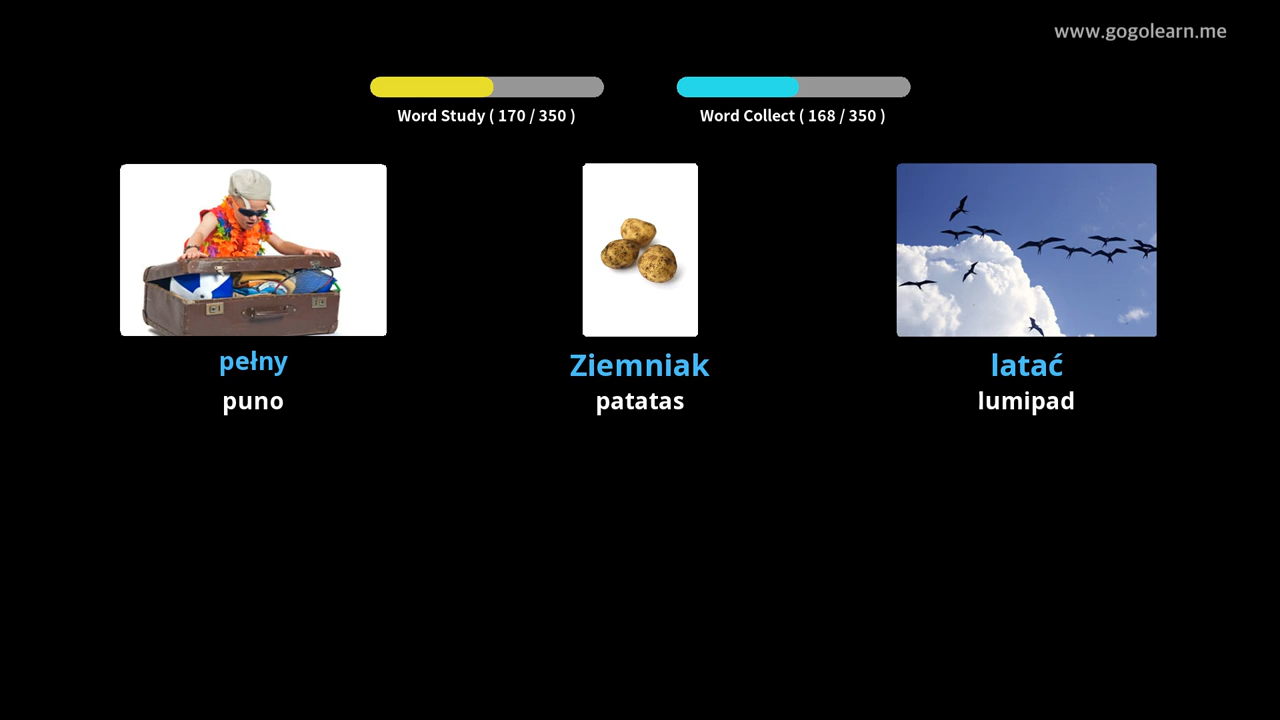 www.gogolearn.me
Word Study ( 170 / 350 )
Word Collect ( 168 / 350 )
pełny
puno
Ziemniak
patatas
latać
lumipad